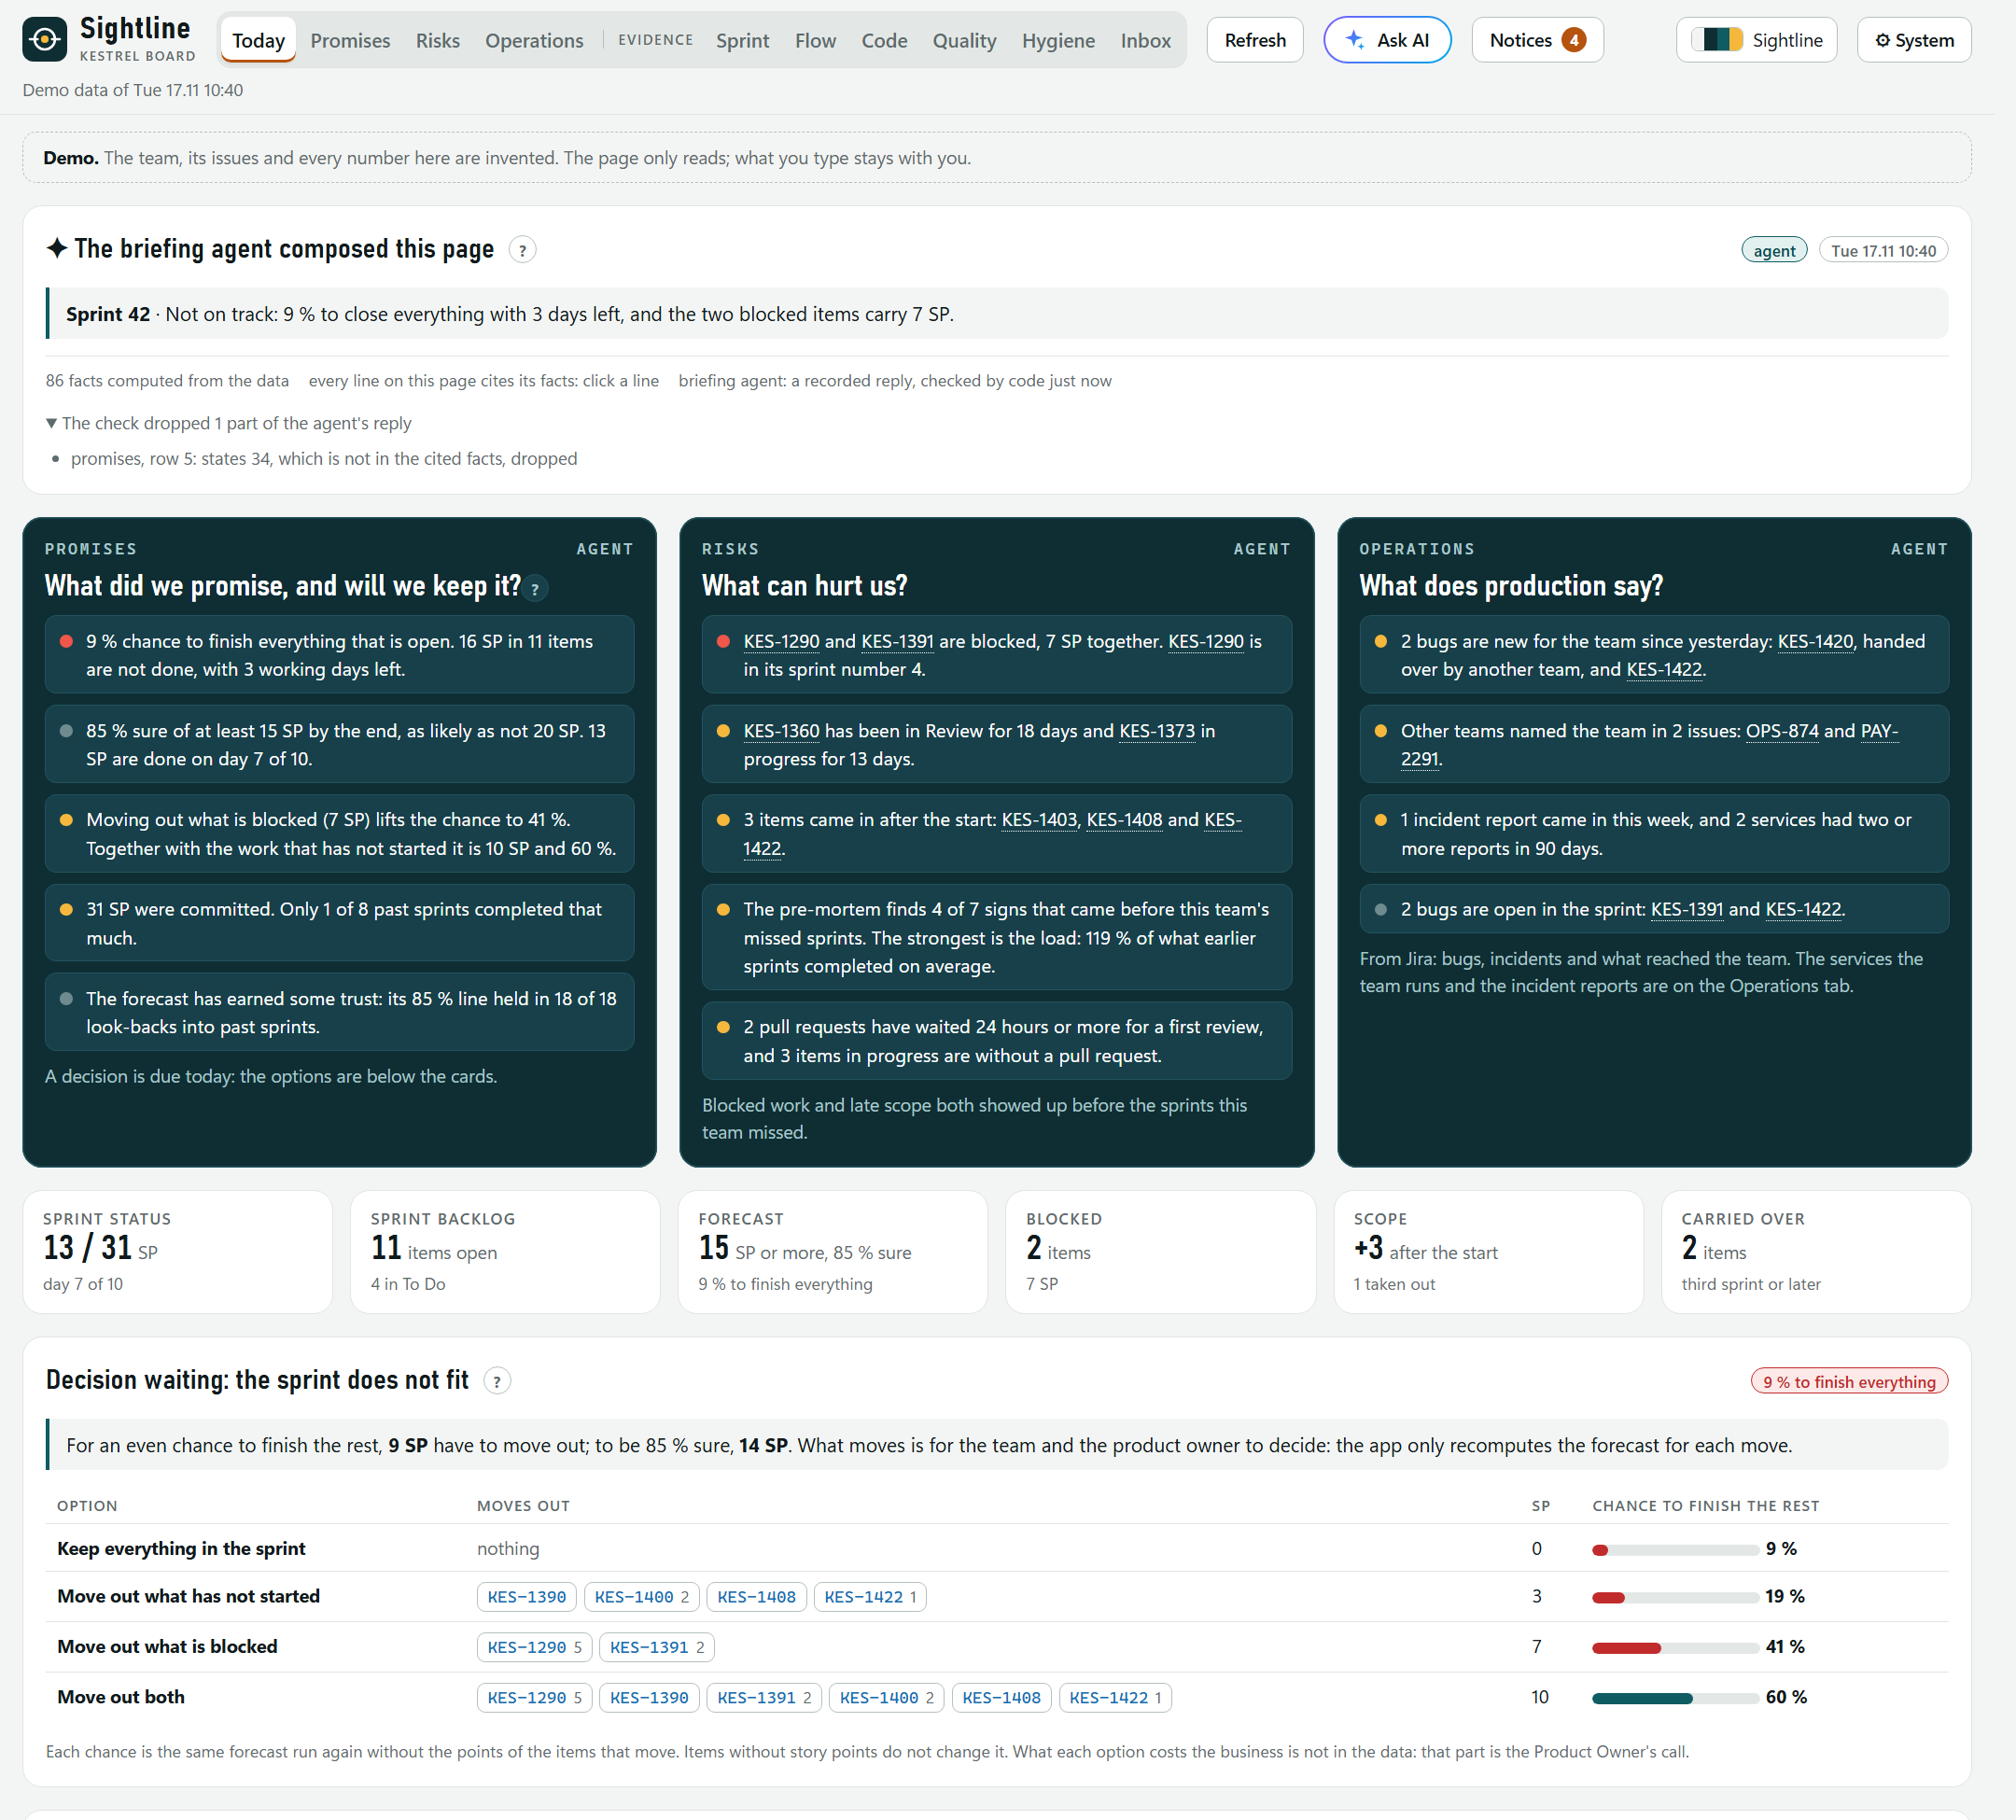 Sightline
KESTREL BOARD
Today Promises Risks Operations EVIDENCE Sprint Flow Code Quality Hygiene Inbox
Refresh Ask AI Notices 4 Sightline System
Demo data of Tue 17.11 10:40
Demo. The team, its issues and every number here are invented. The page only reads; what you type stays with you.
The briefing agent composed this page ?
agent Tue 17.11 10:40
Sprint 42 · Not on track: 9 % to close everything with 3 days left, and the two blocked items carry 7 SP.
86 facts computed from the data every line on this page cites its facts: click a line briefing agent: a recorded reply, checked by code just now
▼ The check dropped 1 part of the agent's reply
• promises, row 5: states 34, which is not in the cited facts, dropped
PROMISES AGENT
What did we promise, and will we keep it? ?
9 % chance to finish everything that is open. 16 SP in 11 items
are not done, with 3 working days left.
85 % sure of at least 15 SP by the end, as likely as not 20 SP. 13
SP are done on day 7 of 10.
Moving out what is blocked (7 SP) lifts the chance to 41 %.
Together with the work that has not started it is 10 SP and 60 %.
31 SP were committed. Only 1 of 8 past sprints completed that
much.
The forecast has earned some trust: its 85 % line held in 18 of 18
look-backs into past sprints.
A decision is due today: the options are below the cards.
RISKS AGENT
What can hurt us?
KES-1290 and KES-1391 are blocked, 7 SP together. KES-1290 is
in its sprint number 4.
KES-1360 has been in Review for 18 days and KES-1373 in
progress for 13 days.
3 items came in after the start: KES-1403, KES-1408 and KES-
1422.
The pre-mortem finds 4 of 7 signs that came before this team's
missed sprints. The strongest is the load: 119 % of what earlier
sprints completed on average.
2 pull requests have waited 24 hours or more for a first review,
and 3 items in progress are without a pull request.
Blocked work and late scope both showed up before the sprints this
team missed.
OPERATIONS AGENT
What does production say?
2 bugs are new for the team since yesterday: KES-1420, handed
over by another team, and KES-1422.
Other teams named the team in 2 issues: OPS-874 and PAY-
2291.
1 incident report came in this week, and 2 services had two or
more reports in 90 days.
2 bugs are open in the sprint: KES-1391 and KES-1422.
From Jira: bugs, incidents and what reached the team. The services the
team runs and the incident reports are on the Operations tab.
SPRINT STATUS
13 / 31 SP
day 7 of 10
SPRINT BACKLOG
11 items open
4 in To Do
FORECAST
15 SP or more, 85 % sure
9 % to finish everything
BLOCKED
2 items
7 SP
SCOPE
+3 after the start
1 taken out
CARRIED OVER
2 items
third sprint or later
Decision waiting: the sprint does not fit ?
9 % to finish everything
For an even chance to finish the rest, 9 SP have to move out; to be 85 % sure, 14 SP. What moves is for the team and the product owner to decide: the app only recomputes the forecast for each move.
OPTION MOVES OUT SP CHANCE TO FINISH THE REST
Keep everything in the sprint nothing 0 9 %
Move out what has not started KES-1390 KES-1400 2 KES-1408 KES-1422 1 3 19 %
Move out what is blocked KES-1290 5 KES-1391 2 7 41 %
Move out both KES-1290 5 KES-1390 KES-1391 2 KES-1400 2 KES-1408 KES-1422 1 10 60 %
Each chance is the same forecast run again without the points of the items that move. Items without story points do not change it. What each option costs the business is not in the data: that part is the Product Owner's call.